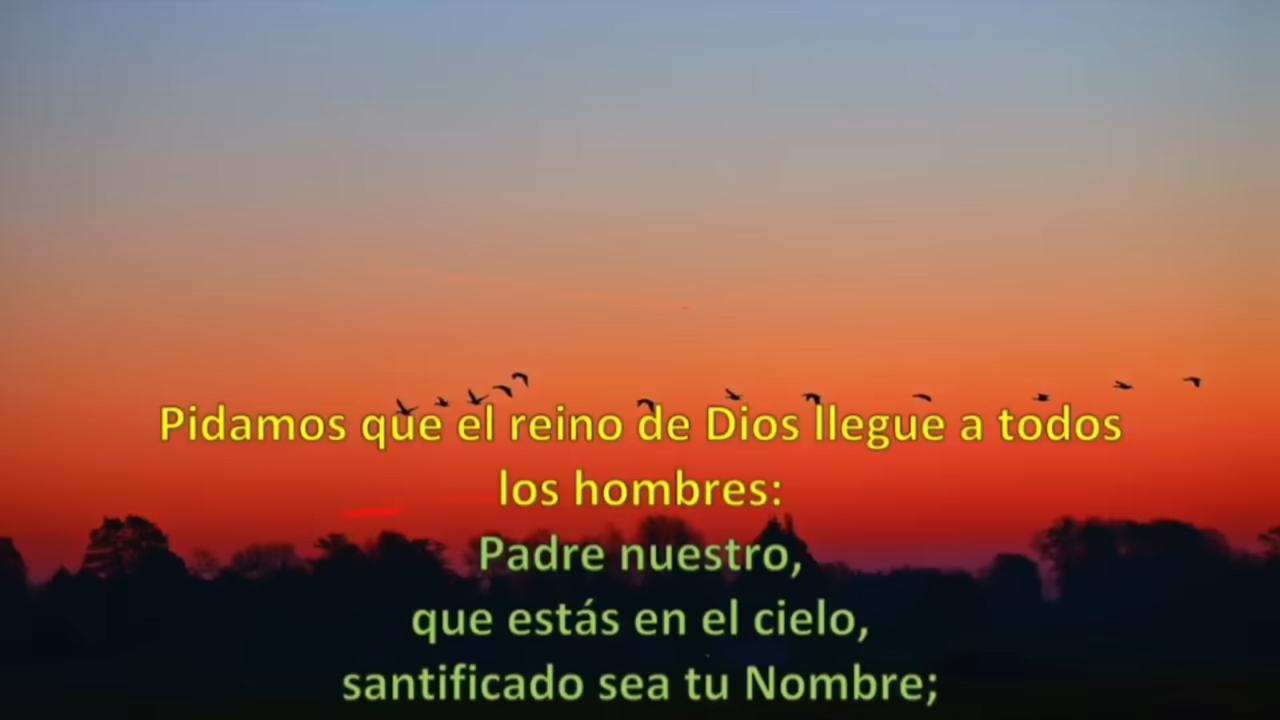 Pidamos que el reino de Dios llegue a todos
los hombres:
Padre nuestro,
que estás en el cielo,
santificado sea tu Nombre;